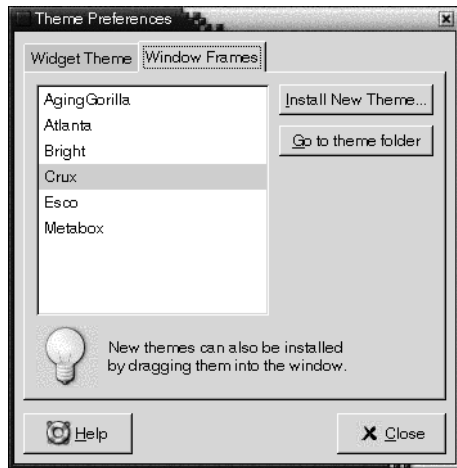 Theme Preferences
Widget Theme
Window Frames
AgingGorilla
Atlanta
Bright
Crux
Esco
Metabox
Install New Theme...
Go to theme folder
New themes can also be installed
by dragging them into the window.
Help
Close